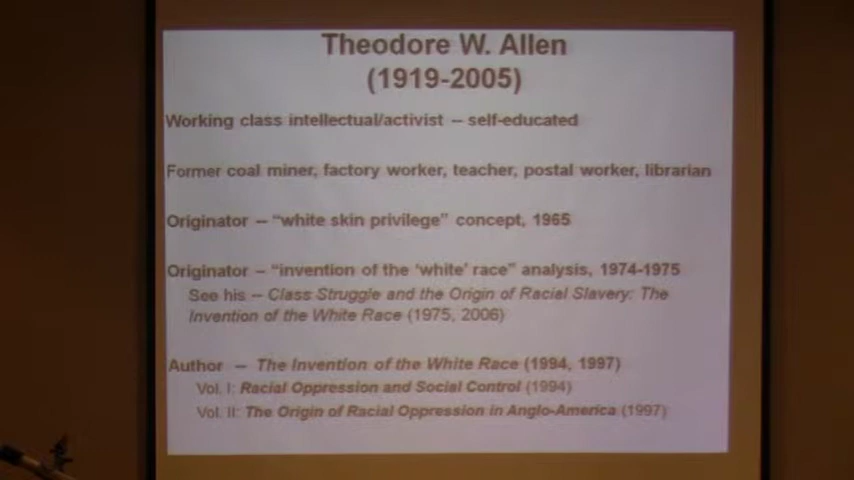 Theodore W. Allen
(1919-2005)
Working class intellectual/activist – self-educated
Former coal miner, factory worker, teacher, postal worker, librarian
Originator – “white skin privilege” concept, 1965
Originator – “invention of the ‘white’ race” analysis, 1974-1975
See his – Class Struggle and the Origin of Racial Slavery: The
Invention of the White Race (1975, 2006)
Author – The Invention of the White Race (1994, 1997)
Vol. I: Racial Oppression and Social Control (1994)
Vol. II: The Origin of Racial Oppression in Anglo-America (1997)